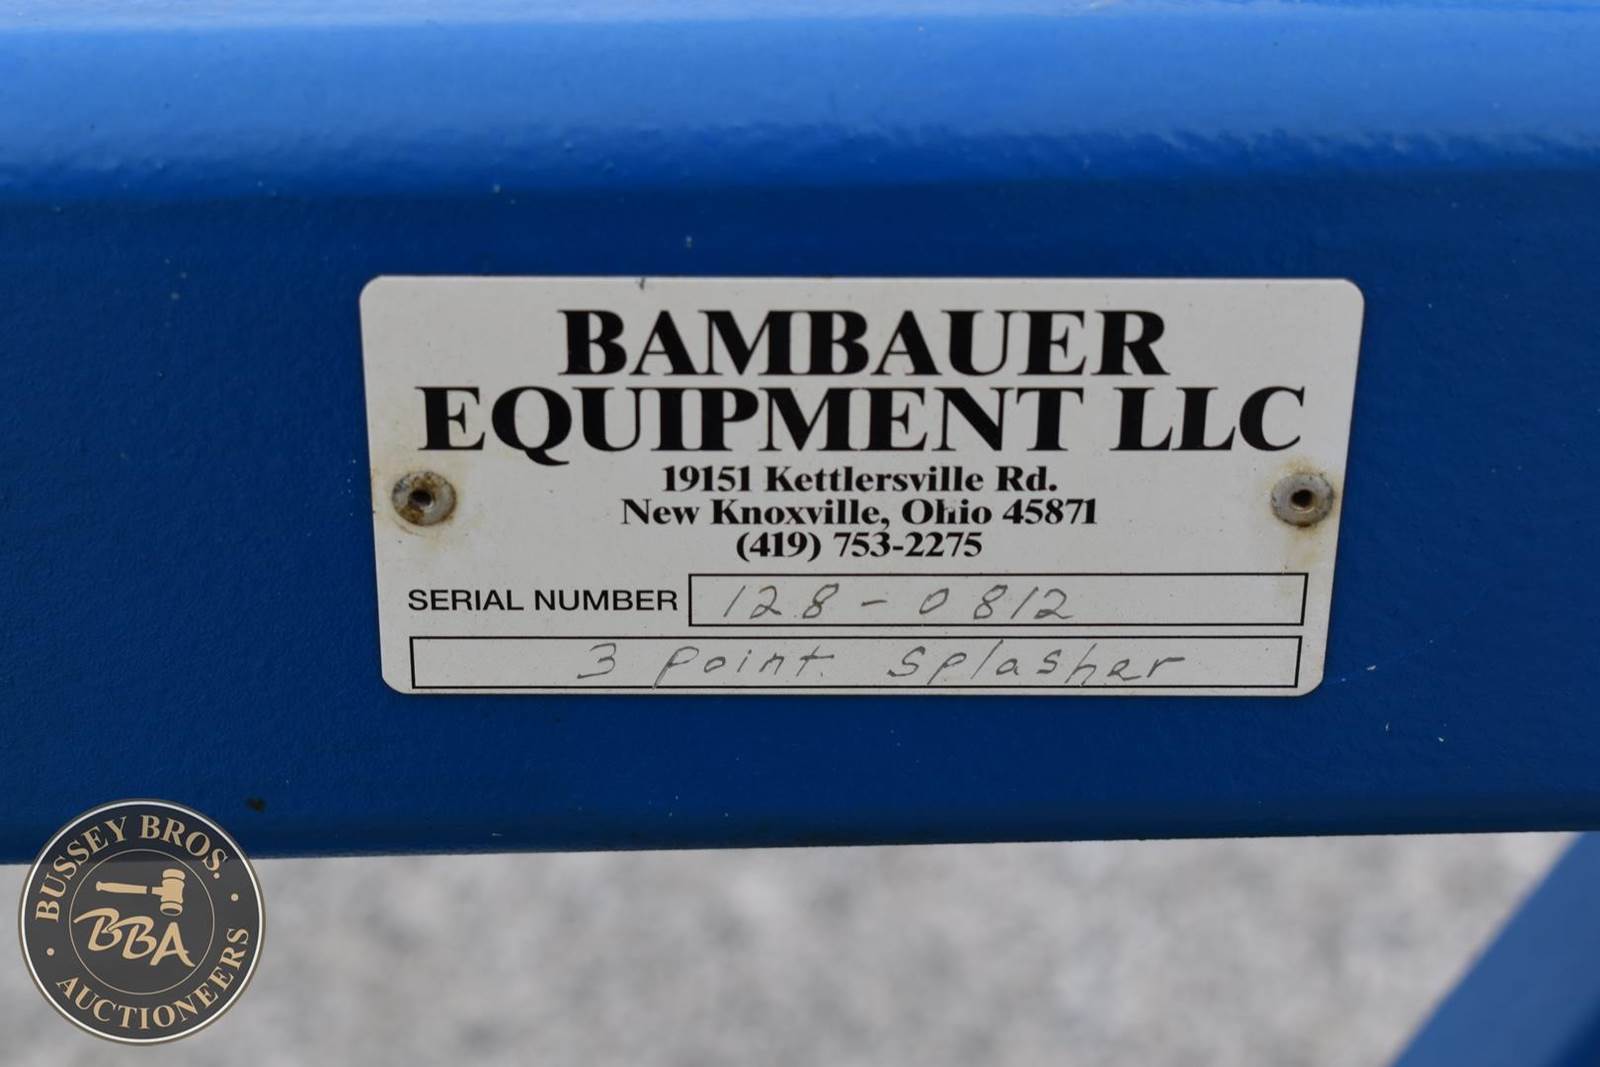 BAMBAUER
EQUIPMENT LLC
19151 Kettlersville Rd.
New Knoxville, Ohio 45871
(419) 753-2275
SERIAL NUMBER 128-0812
3 point splasher
BUSSEY BROS.
BBA
AUCTIONEERS